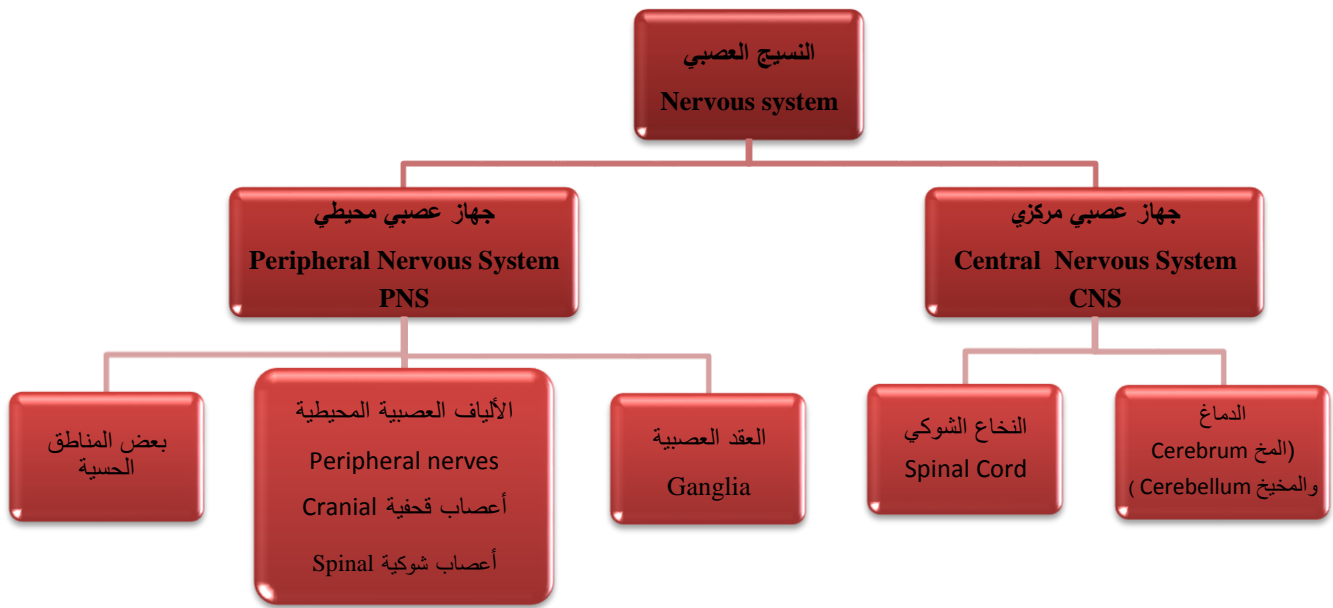 النسيج العصبي
Nervous system
جهاز عصبي مركزي
Central Nervous System
CNS
جهاز عصبي محيطي
Peripheral Nervous System
PNS
الدماغ
(المخ Cerebrum
والمخيخ Cerebellum )
النخاع الشوكي
Spinal Cord
العقد العصبية
Ganglia
الألياف العصبية المحيطية
Peripheral nerves
أعصاب قحفية Cranial
أعصاب شوكية Spinal
بعض المناطق
الحسية